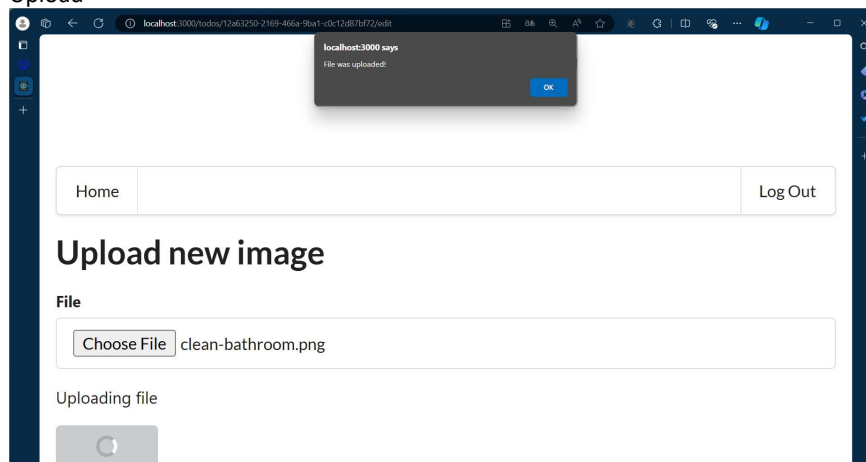 Upload
localhost:3000/todos/12a63250-2169-466a-9ba1-c0c12d87bf72/edit
localhost:3000 says
File was uploaded!
OK
Home
Log Out
Upload new image
File
Choose File clean-bathroom.png
Uploading file